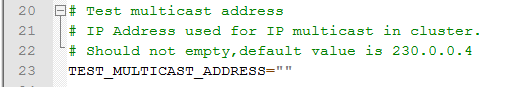 20 # Test multicast address
21 # IP Address used for IP multicast in cluster.
22 # Should not empty,default value is 230.0.0.4
23 TEST_MULTICAST_ADDRESS=""